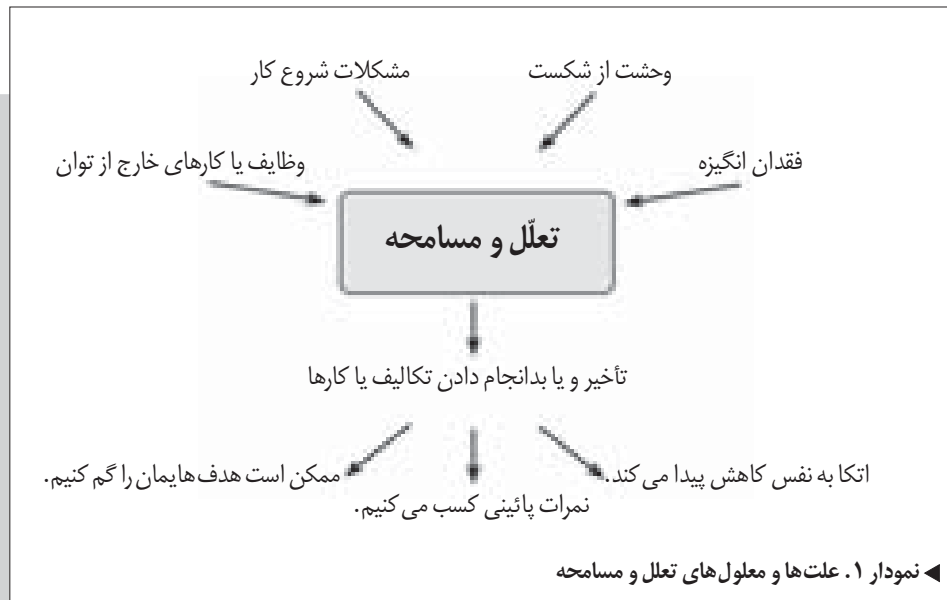 وحشت از شکست
مشکلات شروع کار
فقدان انگیزه
وظایف یا کارهای خارج از توان
تعلّل و مسامحه
تأخیر و یا بدانجام دادن تکالیف یا کارها
اتکا به نفس کاهش پیدا می‌کند.
ممکن است هدف‌هایمان را گم کنیم.
نمرات پائینی کسب می‌کنیم.
نمودار ۱. علت‌ها و معلول‌های تعلل و مسامحه